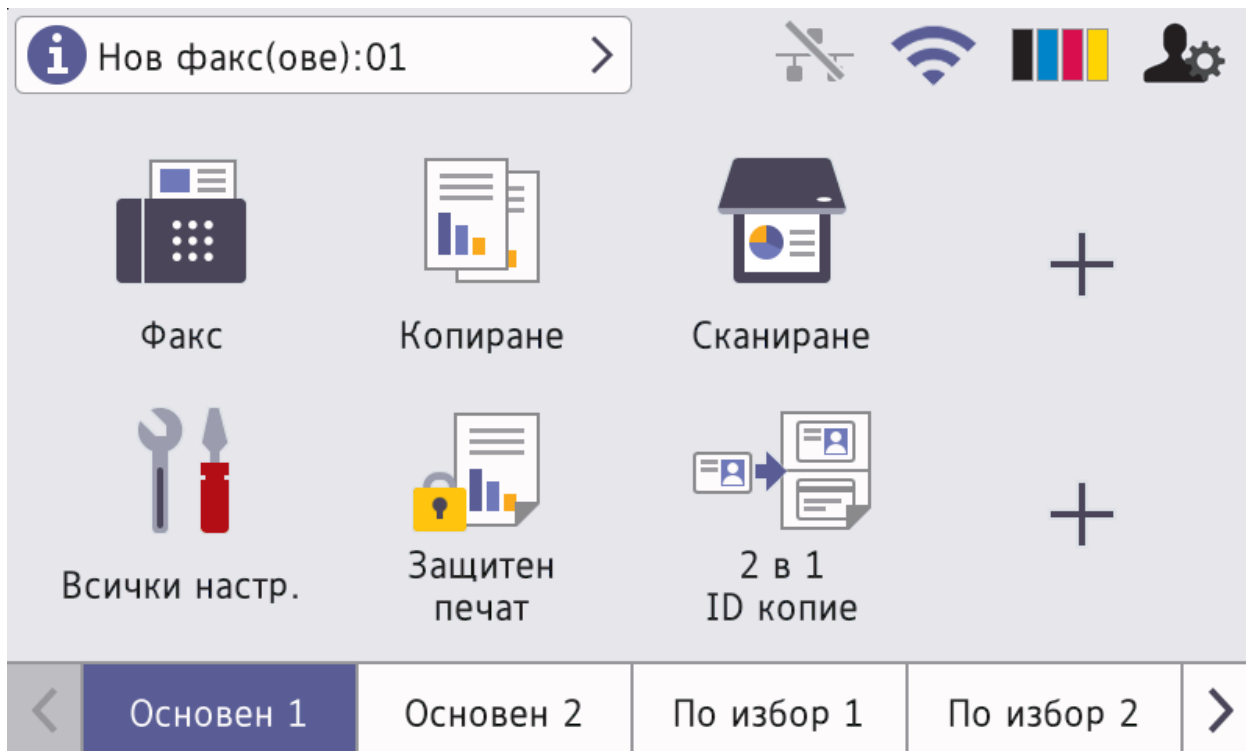 Нов факс(ове):01
Факс
Копиране
Сканиране
Всички настр.
Защитен
печат
2 в 1
ID копие
Основен 1
Основен 2
По избор 1
По избор 2